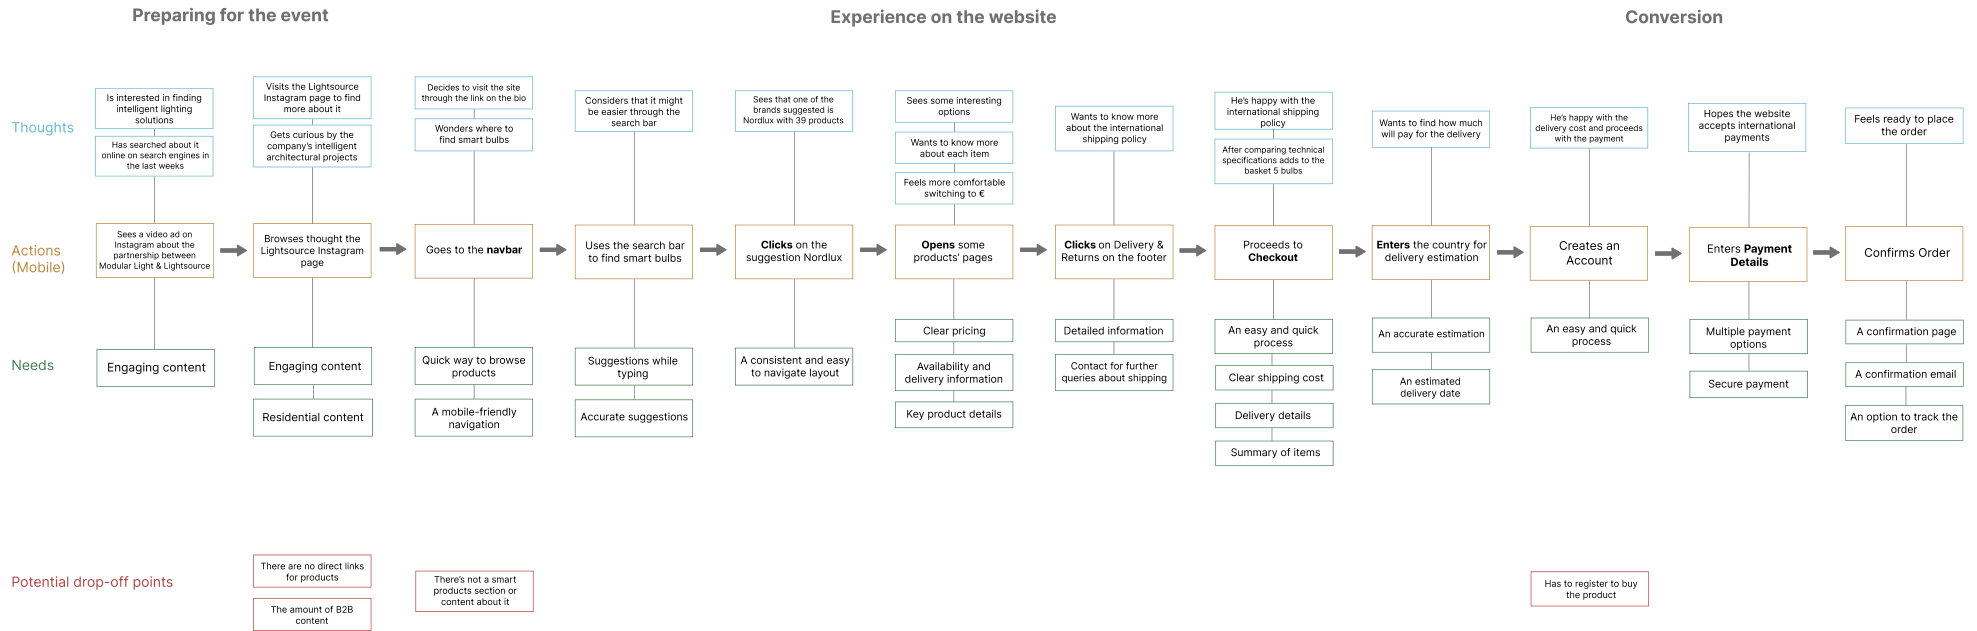 Preparing for the event
Experience on the website
Conversion
Thoughts
Is interested in finding
intelligent lighting
solutions
Has searched about it
online on search engines in
the last weeks
Visits the Lightsource
Instagram page to find
more about it
Gets curious by the
company's intelligent
architectural projects
Decides to visit the site
through the link on the bio
Wonders where to
find smart bulbs
Considers that it might
be easier through the
search bar
Sees that one of the
brands suggested is
Nordlux with 39 products
Sees some interesting
options
Wants to know more
about each item
Feels more comfortable
switching to €
Wants to know more
about the international
shipping policy
He's happy with the
international shipping
policy
After comparing technical
specifications adds to the
basket 5 bulbs
Wants to find how much
will pay for the delivery
He's happy with the
delivery cost and proceeds
with the payment
Hopes the website
accepts international
payments
Feels ready to place
the order
Actions
(Mobile)
Sees a video ad on
Instagram about the
partnership between
Modular Light & Lightsource
Browses thought the
Lightsource Instagram
page
Goes to the navbar
Uses the search bar
to find smart bulbs
Clicks on the
suggestion Nordlux
Opens some
products' pages
Clicks on Delivery &
Returns on the footer
Proceeds to
Checkout
Enters the country for
delivery estimation
Creates an
Account
Enters Payment
Details
Confirms Order
Needs
Engaging content
Engaging content
Residential content
Quick way to browse
products
A mobile-friendly
navigation
Suggestions while
typing
Accurate suggestions
A consistent and easy
to navigate layout
Clear pricing
Availability and
delivery information
Key product details
Detailed information
Contact for further
queries about shipping
An easy and quick
process
Clear shipping cost
Delivery details
Summary of items
An accurate estimation
An estimated
delivery date
An easy and quick
process
Multiple payment
options
Secure payment
A confirmation page
A confirmation email
An option to track the
order
Potential drop-off points
There are no direct links
for products
The amount of B2B
content
There's not a smart
products section or
content about it
Has to register to buy
the product